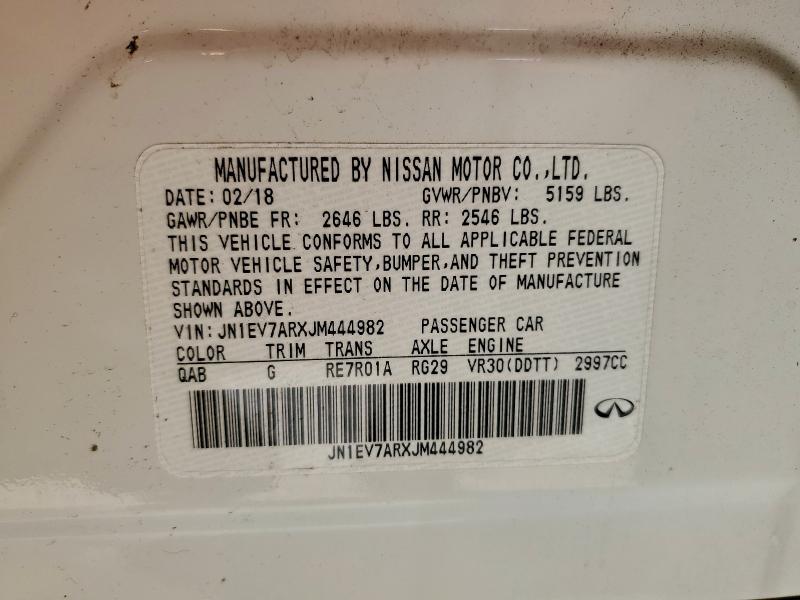 MANUFACTURED BY NISSAN MOTOR CO.,LTD.
DATE: 02/18 GVWR/PNBV: 5159 LBS.
GAWR/PNBE FR: 2646 LBS. RR: 2546 LBS.
THIS VEHICLE CONFORMS TO ALL APPLICABLE FEDERAL
MOTOR VEHICLE SAFETY,BUMPER,AND THEFT PREVENTION
STANDARDS IN EFFECT ON THE DATE OF MANUFACTURE
SHOWN ABOVE.
VIN:JN1EV7ARXJM444982 PASSENGER CAR
COLOR TRIM TRANS AXLE ENGINE
QAB G RE7R01A RG29 VR30(DDTT) 2997CC
JN1EV7ARXJM444982